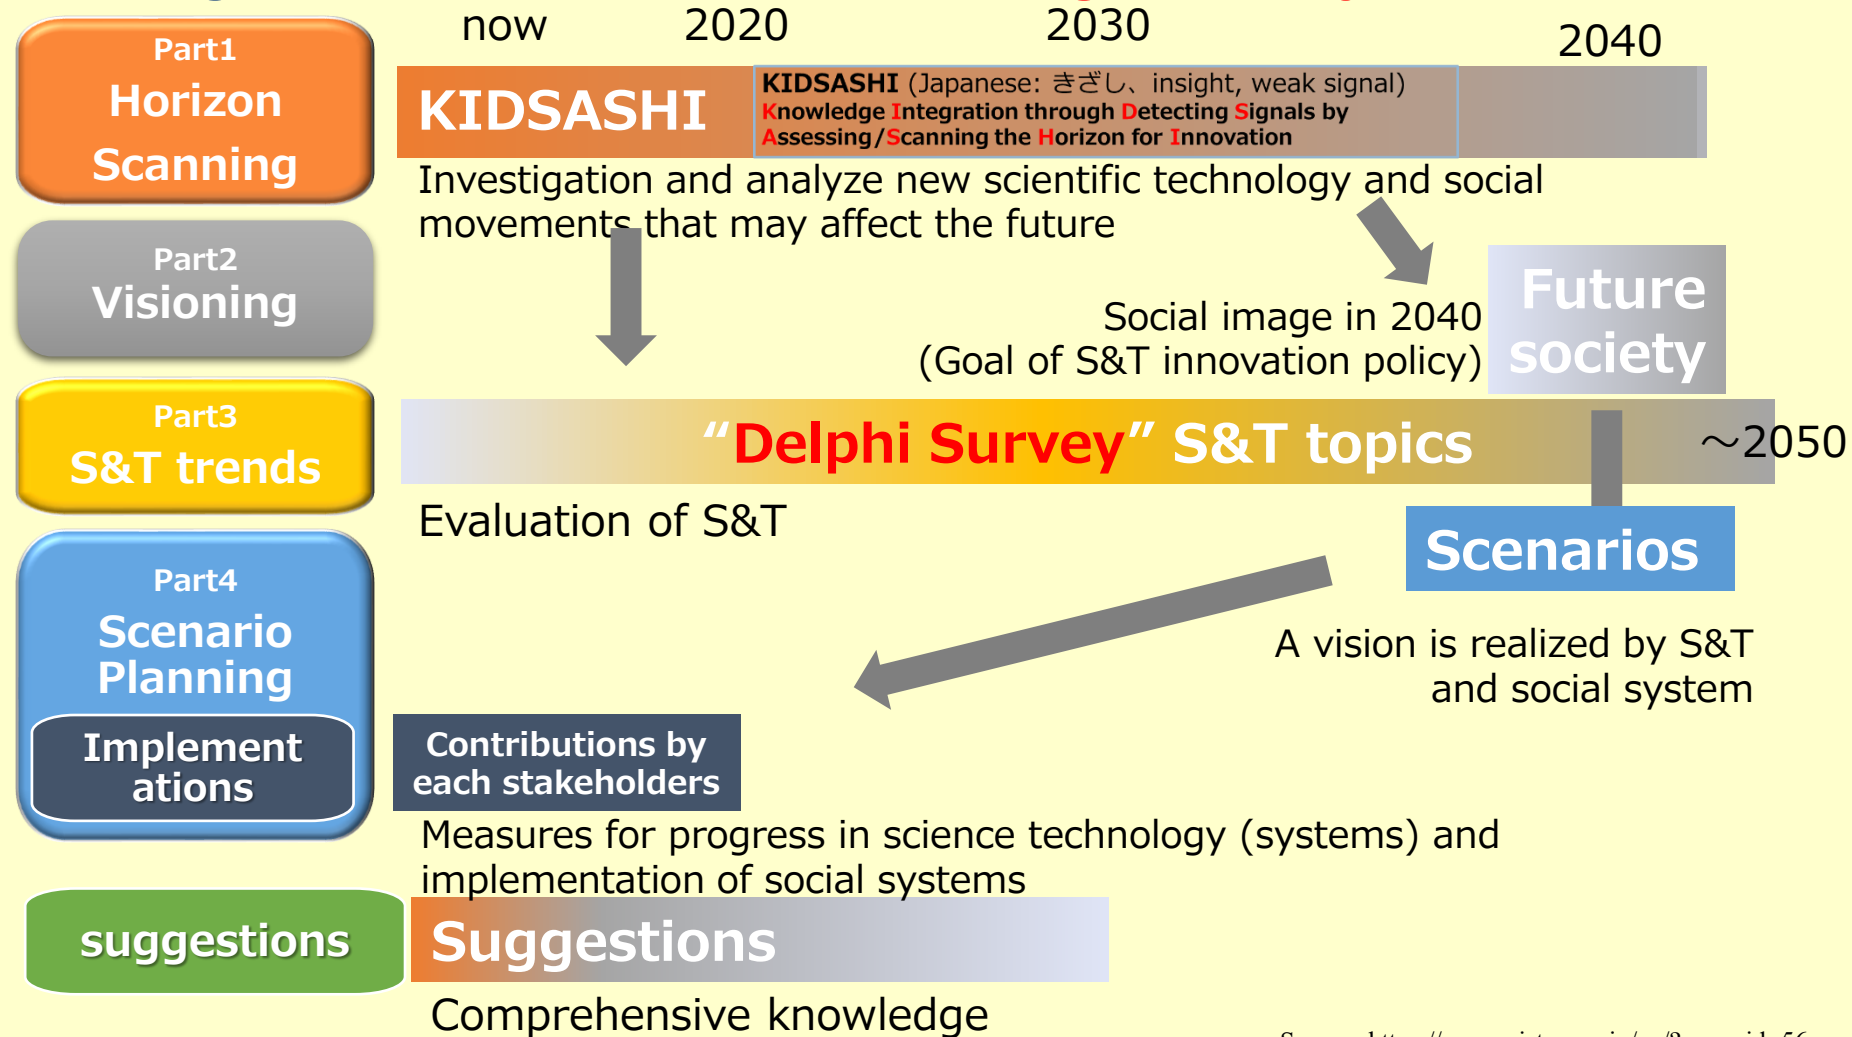 now 2020 2030 2040
Part1
Horizon
Scanning
KIDSASHI
KIDSASHI (Japanese: きざし、insight, weak signal)
Knowledge Integration through Detecting Signals by
Assessing/Scanning the Horizon for Innovation
Investigation and analyze new scientific technology and social
movements that may affect the future
Part2
Visioning
Social image in 2040
(Goal of S&T innovation policy)
Future
society
Part3
S&T trends
“Delphi Survey” S&T topics
～2050
Evaluation of S&T
Scenarios
A vision is realized by S&T
and social system
Part4
Scenario
Planning
Implement
ations
Contributions by
each stakeholders
Measures for progress in science technology (systems) and
implementation of social systems
suggestions
Suggestions
Comprehensive knowledge